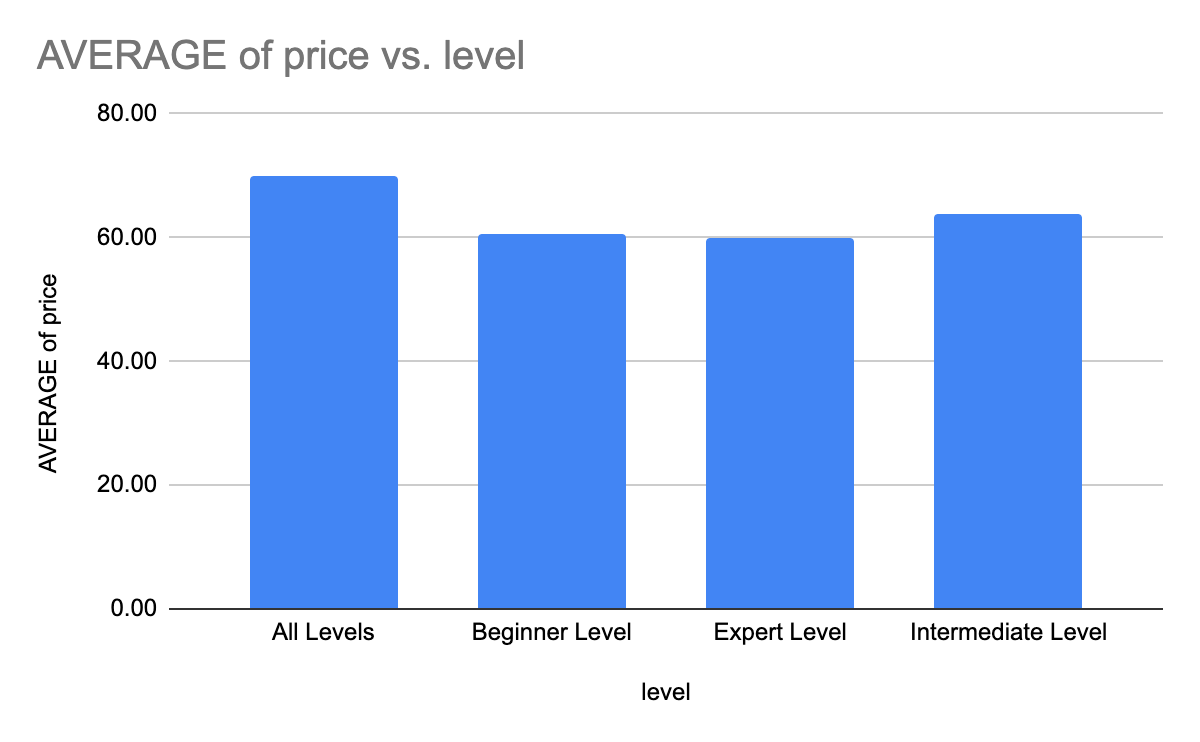 AVERAGE of price vs. level
80.00
60.00
40.00
20.00
0.00
AVERAGE of price
All Levels
Beginner Level
Expert Level
Intermediate Level
level